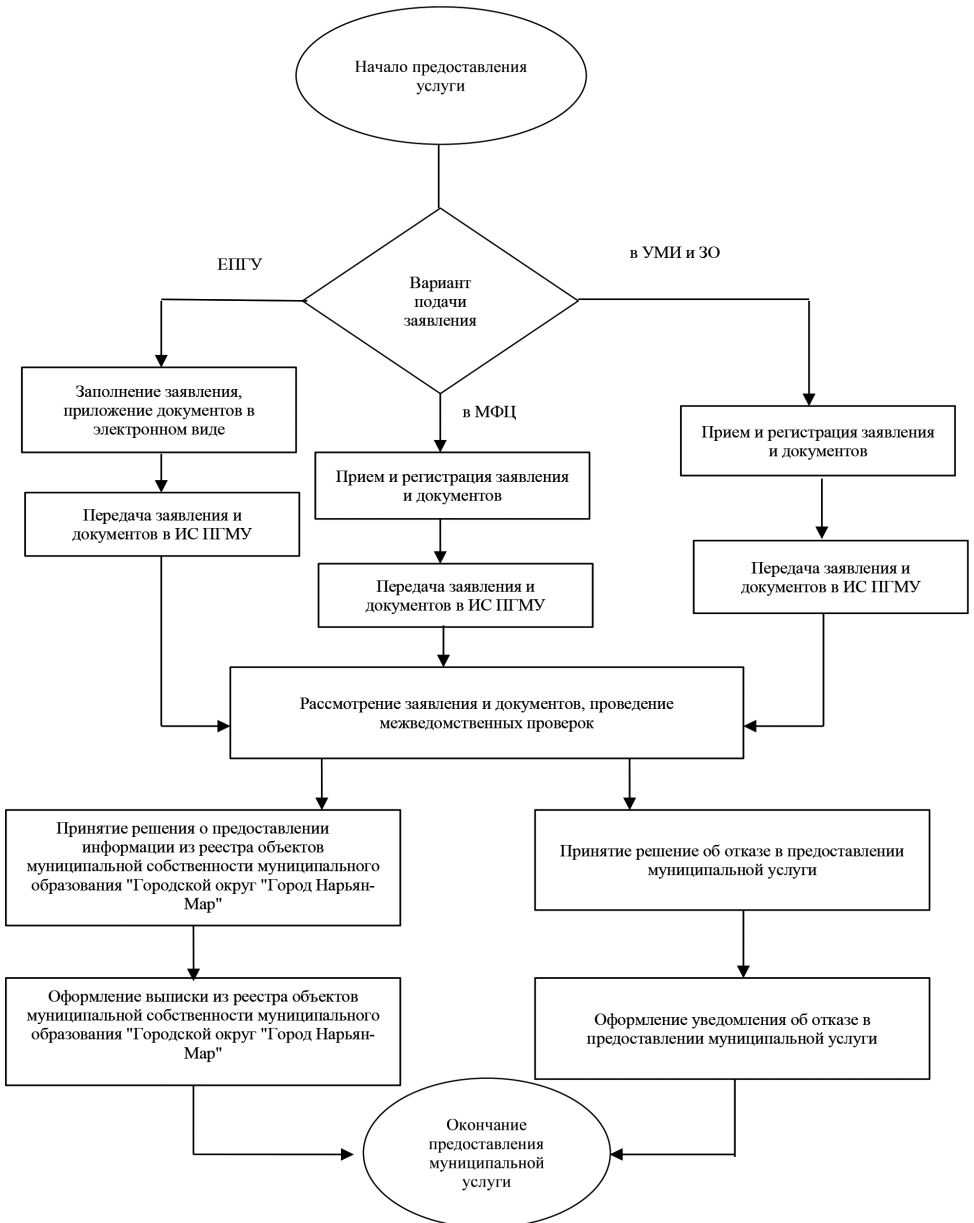 Начало предоставления
услуги
ЕПГУ
в УМИ и ЗО
Вариант
подачи
заявления
Заполнение заявления,
приложение документов в
электронном виде
в МФЦ
Прием и регистрация заявления
и документов
Прием и регистрация заявления
и документов
Передача заявления и
документов в ИС ПГМУ
Передача заявления и
документов в ИС ПГМУ
Передача заявления и
документов в ИС ПГМУ
Рассмотрение заявления и документов, проведение
межведомственных проверок
Принятие решения о предоставлении
информации из реестра объектов
муниципальной собственности муниципального
образования "Городской округ "Город Нарьян-
Мар"
Принятие решение об отказе в предоставлении
муниципальной услуги
Оформление выписки из реестра объектов
муниципальной собственности муниципального
образования "Городской округ "Город Нарьян-
Мар"
Оформление уведомления об отказе в
предоставлении муниципальной услуги
Окончание
предоставления
муниципальной
услуги